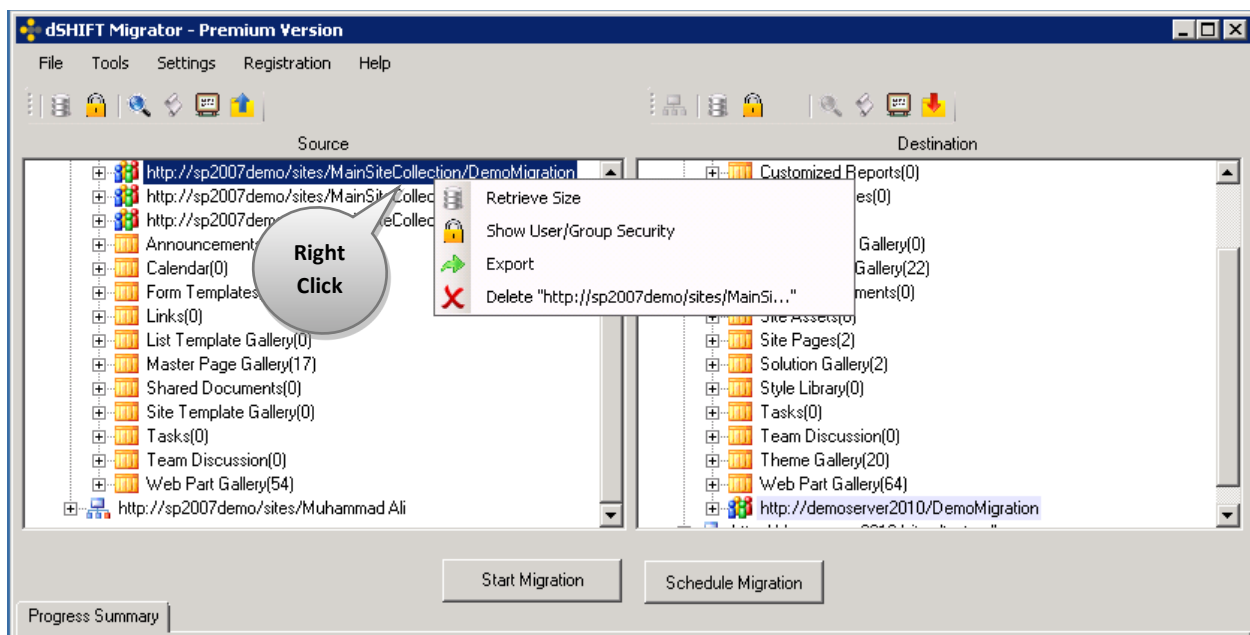 dSHIFT Migrator - Premium Version
File Tools Settings Registration Help
Source
Destination
http://sp2007demo/sites/MainSiteCollection/DemoMigration
http://sp2007dem
Announcement
Calendar(0)
Form Templates
Links(0)
List Template Gallery(0)
Master Page Gallery(17)
Shared Documents(0)
Site Template Gallery(0)
Tasks(0)
Team Discussion(0)
Web Part Gallery(54)
http://sp2007demo/sites/Muhammad Ali
Right
Click
Retrieve Size
Show User/Group Security
Export
Delete "http://sp2007demo/sites/MainSi..."
Customized Reports(0)
es(0)
Gallery(0)
Gallery(22)
ments(0)
Site Assets(0)
Site Pages(2)
Solution Gallery(2)
Style Library(0)
Tasks(0)
Team Discussion(0)
Theme Gallery(20)
Web Part Gallery(64)
http://demoserver2010/DemoMigration
Start Migration
Schedule Migration
Progress Summary